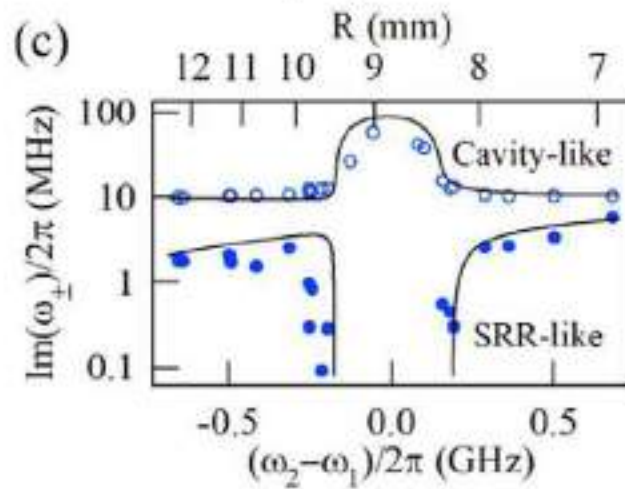 (c)
R (mm)
12 11 10 9 8 7
100
10
1
0.1
Im(ω±)/2π (MHz)
Cavity-like
SRR-like
-0.5 0.0 0.5
(ω₂−ω₁)/2π (GHz)